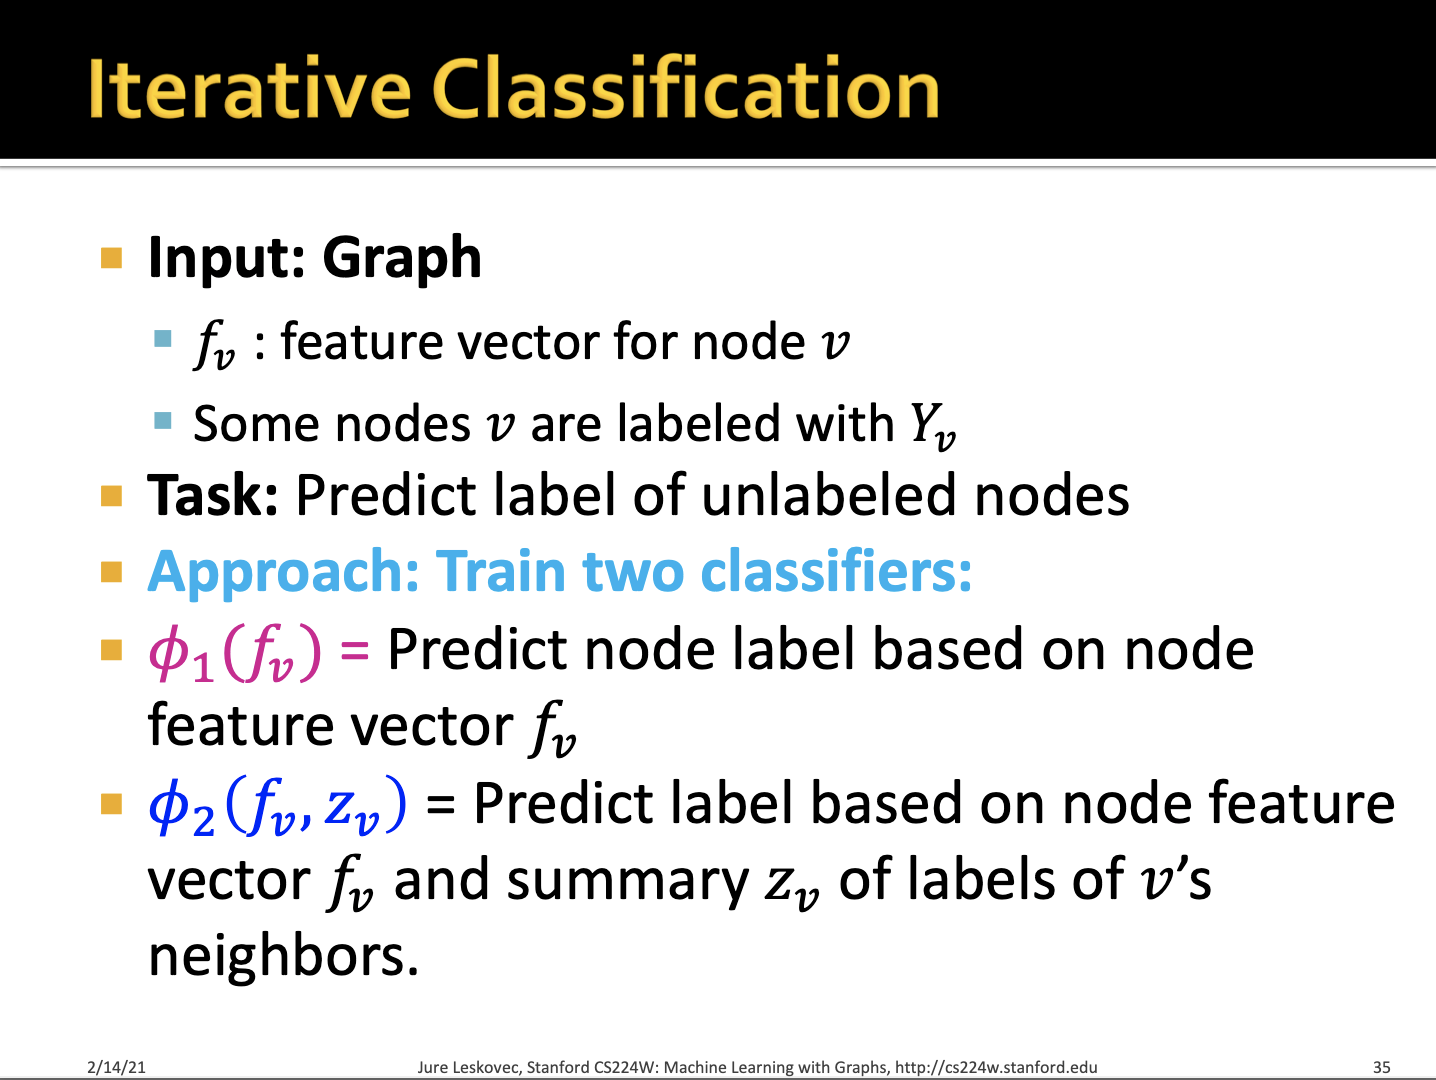 Iterative Classification
Input: Graph
f_v : feature vector for node v
Some nodes v are labeled with Y_v
Task: Predict label of unlabeled nodes
Approach: Train two classifiers:
ϕ_1(f_v) = Predict node label based on node
feature vector f_v
ϕ_2(f_v, z_v) = Predict label based on node feature
vector f_v and summary z_v of labels of v’s
neighbors.
2/14/21 Jure Leskovec, Stanford CS224W: Machine Learning with Graphs, http://cs224w.stanford.edu 35